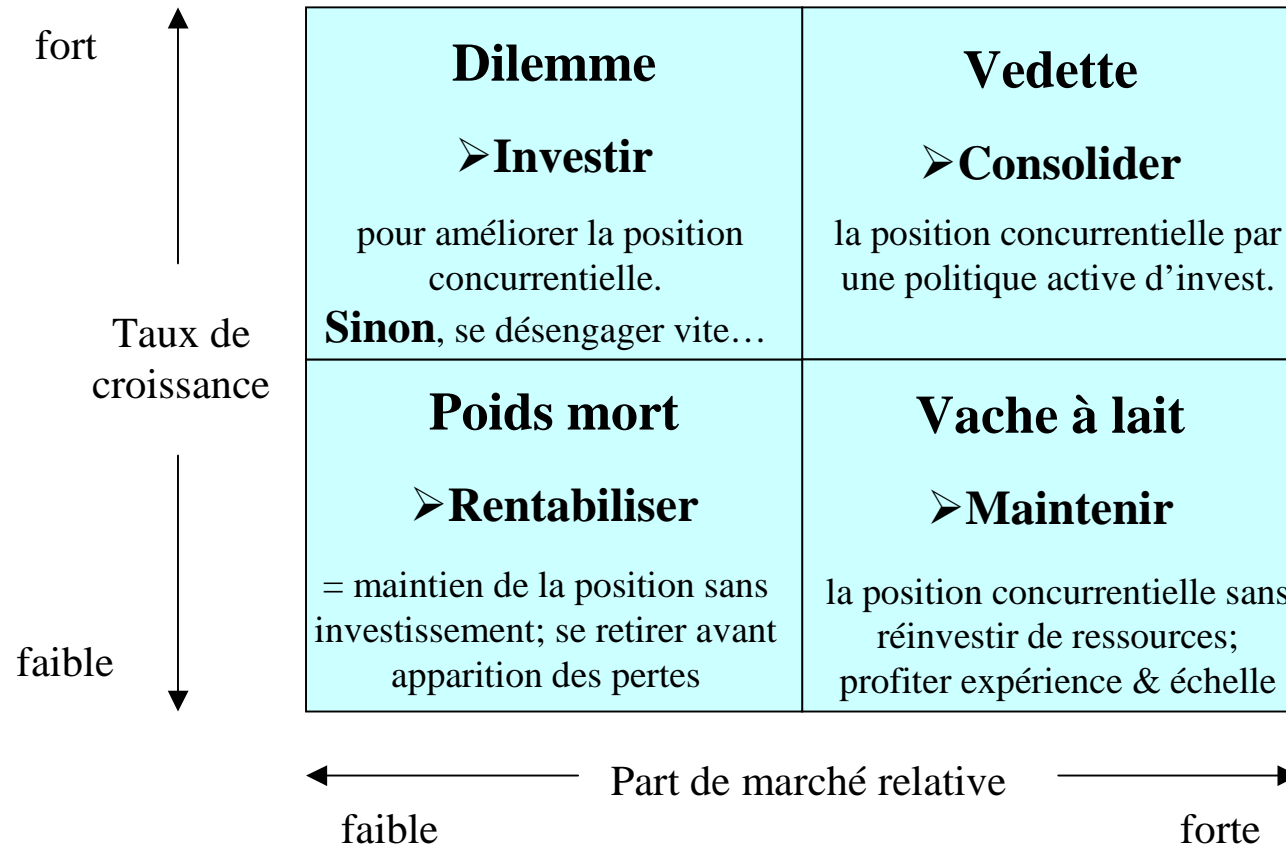 fort
Dilemme
➢Investir
pour améliorer la position
concurrentielle.
Sinon, se désengager vite…
Vedette
➢Consolider
la position concurrentielle par
une politique active d’invest.
Taux de
croissance
Poids mort
➢Rentabiliser
= maintien de la position sans
investissement; se retirer avant
apparition des pertes
Vache à lait
➢Maintenir
la position concurrentielle sans
réinvestir de ressources;
profiter expérience & échelle
faible
Part de marché relative
faible
forte